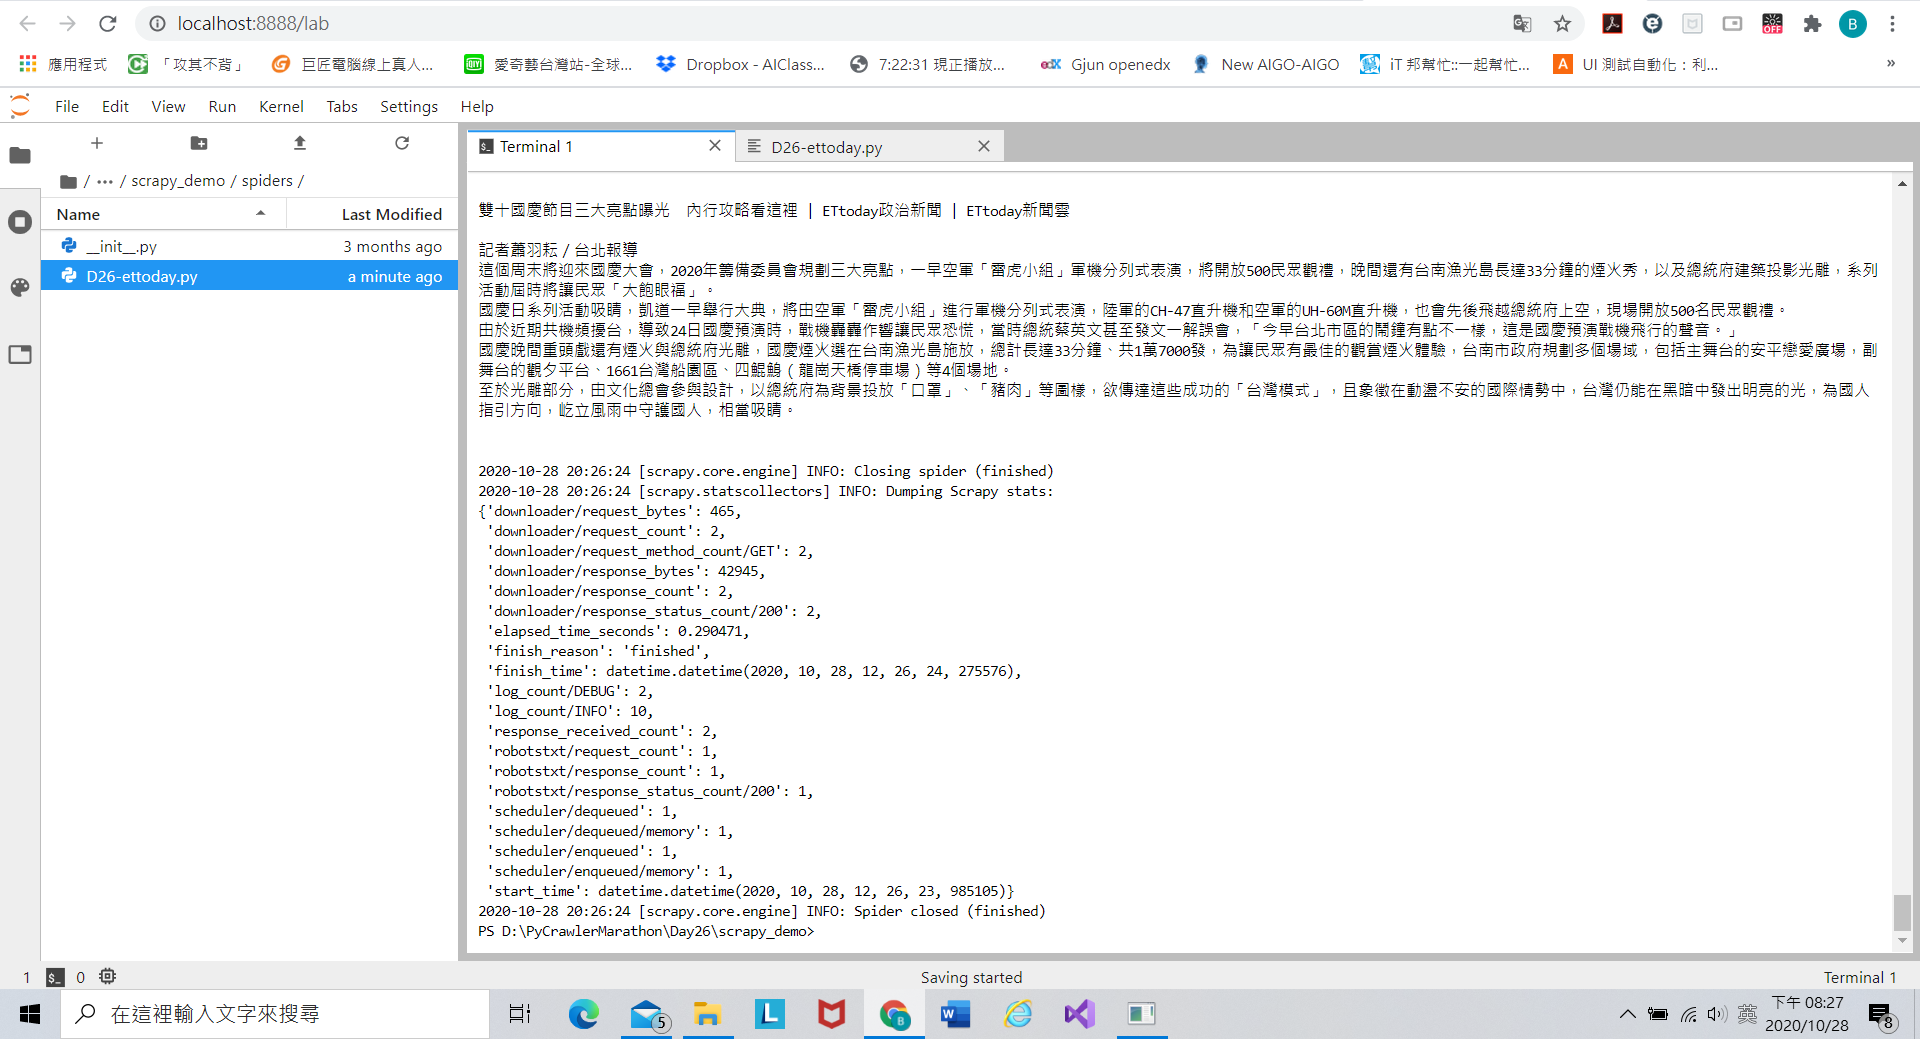 localhost:8888/lab
B
應用程式
「攻其不背」
巨匠電腦線上真人...
愛奇藝台灣站-全球...
Dropbox - AIClass...
7:22:31 現正播放...
Gjun openedx
New AIGO-AIGO
iT 邦幫忙::一起幫忙...
UI 測試自動化：利...
»
File Edit View Run Kernel Tabs Settings Help
/ ••• / scrapy_demo / spiders /
Name Last Modified
__init__.py 3 months ago
D26-ettoday.py a minute ago
Terminal 1
D26-ettoday.py
雙十國慶節目三大亮點曝光　內行攻略看這裡 | ETtoday政治新聞 | ETtoday新聞雲
記者蕭羽耘／台北報導
這個周末將迎來國慶大會，2020年籌備委員會規劃三大亮點，一早空軍「雷虎小組」軍機分列式表演，將開放500民眾觀禮，晚間還有台南漁光島長達33分鐘的煙火秀，以及總統府建築投影光雕，系列
活動屆時將讓民眾「大飽眼福」。
國慶日系列活動吸睛，凱道一早舉行大典，將由空軍「雷虎小組」進行軍機分列式表演，陸軍的CH-47直升機和空軍的UH-60M直升機，也會先後飛越總統府上空，現場開放500名民眾觀禮。
由於近期共機頻擾台，導致24日國慶預演時，戰機轟轟作響讓民眾恐慌，當時總統蔡英文甚至發文一解誤會，「今早台北市區的鬧鐘有點不一樣，這是國慶預演戰機飛行的聲音。」
國慶晚間重頭戲還有煙火與總統府光雕，國慶煙火選在台南漁光島施放，總計長達33分鐘、共1萬7000發，為讓民眾有最佳的觀賞煙火體驗，台南市政府規劃多個場域，包括主舞台的安平戀愛廣場，副
舞台的觀夕平台、1661台灣船園區、四鯤鯓（龍崗天橋停車場）等4個場地。
至於光雕部分，由文化總會參與設計，以總統府為背景投放「口罩」、「豬肉」等圖樣，欲傳達這些成功的「台灣模式」，且象徵在動盪不安的國際情勢中，台灣仍能在黑暗中發出明亮的光，為國人
指引方向，屹立風雨中守護國人，相當吸睛。
2020-10-28 20:26:24 [scrapy.core.engine] INFO: Closing spider (finished)
2020-10-28 20:26:24 [scrapy.statscollectors] INFO: Dumping Scrapy stats:
{'downloader/request_bytes': 465,
'downloader/request_count': 2,
'downloader/request_method_count/GET': 2,
'downloader/response_bytes': 42945,
'downloader/response_count': 2,
'downloader/response_status_count/200': 2,
'elapsed_time_seconds': 0.290471,
'finish_reason': 'finished',
'finish_time': datetime.datetime(2020, 10, 28, 12, 26, 24, 275576),
'log_count/DEBUG': 2,
'log_count/INFO': 10,
'response_received_count': 2,
'robotstxt/request_count': 1,
'robotstxt/response_count': 1,
'robotstxt/response_status_count/200': 1,
'scheduler/dequeued': 1,
'scheduler/dequeued/memory': 1,
'scheduler/enqueued': 1,
'scheduler/enqueued/memory': 1,
'start_time': datetime.datetime(2020, 10, 28, 12, 26, 23, 985105)}
2020-10-28 20:26:24 [scrapy.core.engine] INFO: Spider closed (finished)
PS D:\PyCrawlerMarathon\Day26\scrapy_demo>
1 $_ 0
Saving started
Terminal 1
在這裡輸入文字來搜尋
5
英
下午 08:27
2020/10/28
8